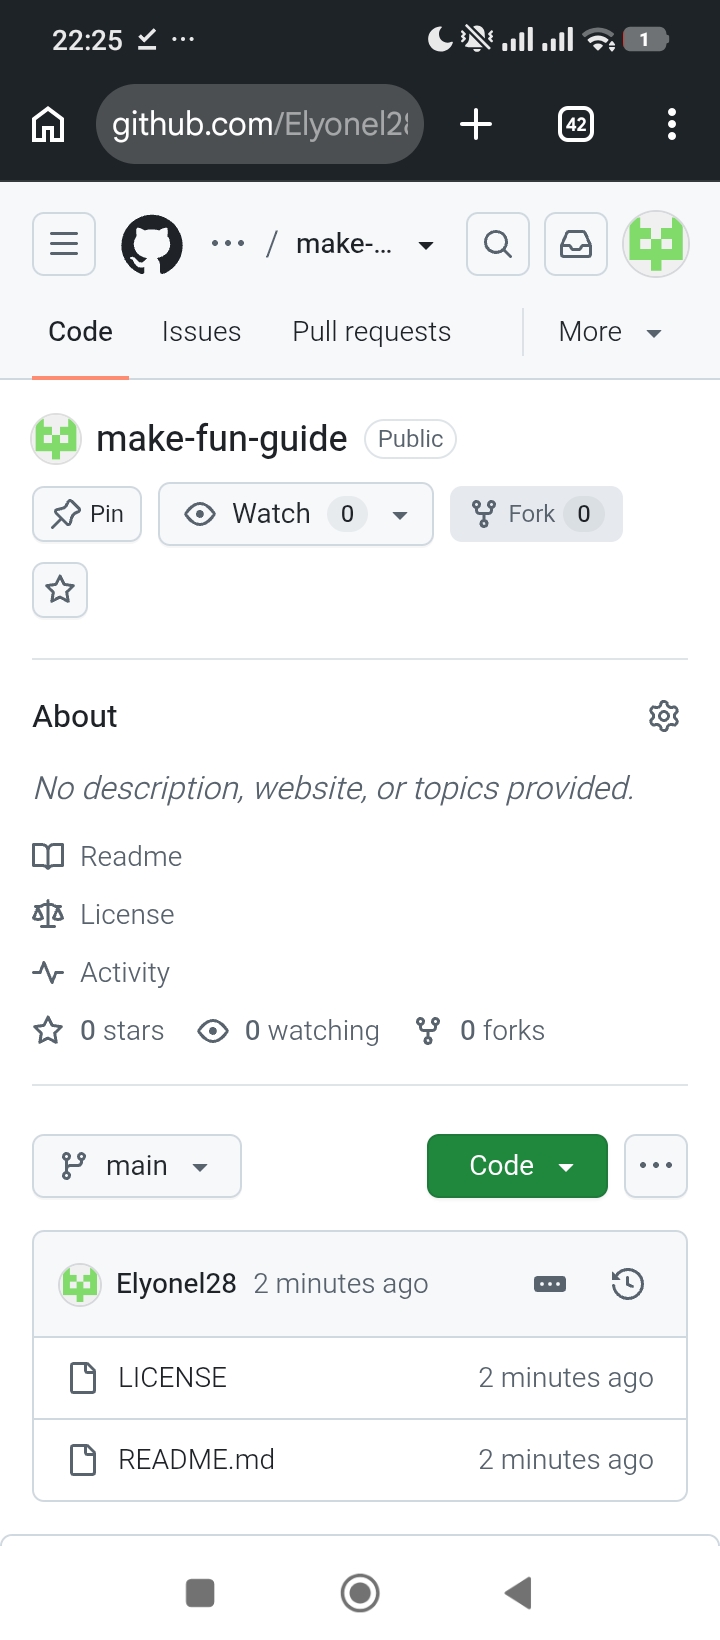 22:25 ... 1
github.com/Elyonel28 42
... / make-...
Code Issues Pull requests More
make-fun-guide Public
Pin Watch 0 Fork 0
About
No description, website, or topics provided.
Readme
License
Activity
0 stars 0 watching 0 forks
main Code ...
Elyonel28 2 minutes ago ...
LICENSE 2 minutes ago
README.md 2 minutes ago